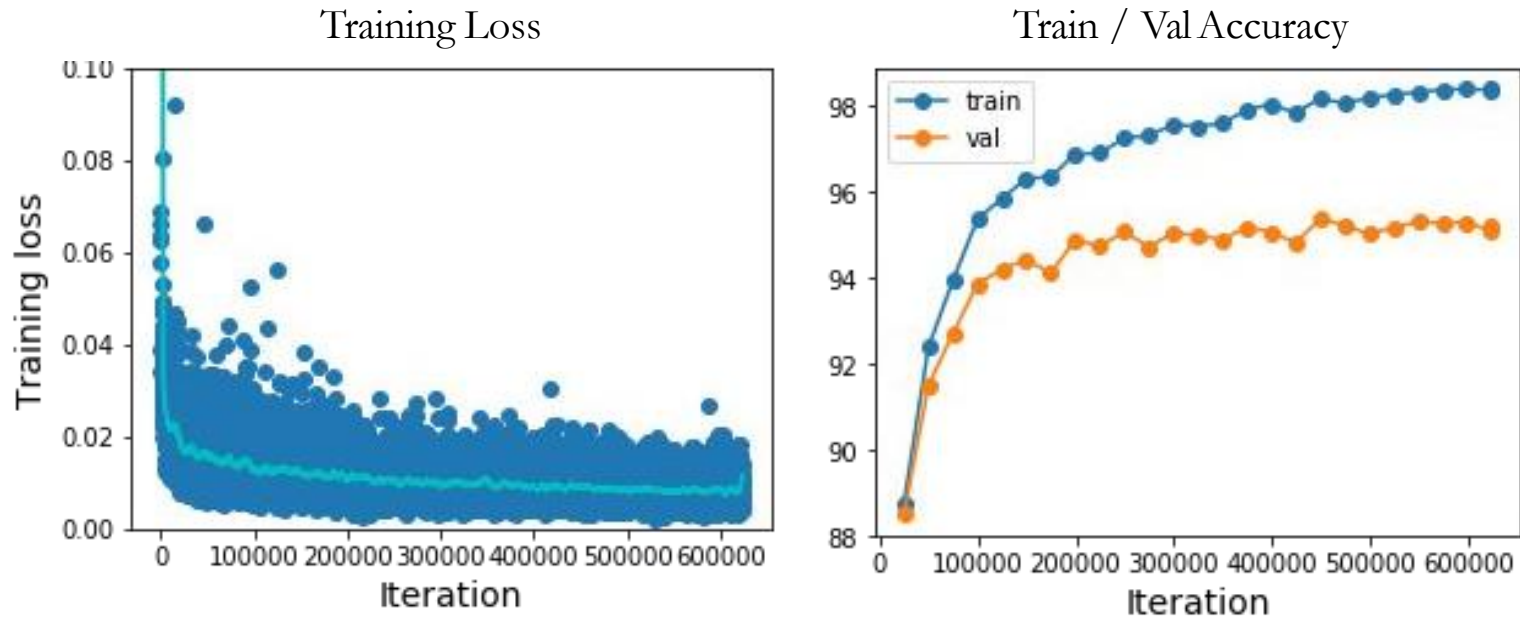 Training Loss
0.10
0.08
0.06
0.04
0.02
0.00
Training loss
0 100000 200000 300000 400000 500000 600000
Iteration
Train / Val Accuracy
train
val
98
96
94
92
90
88
0 100000 200000 300000 400000 500000 600000
Iteration